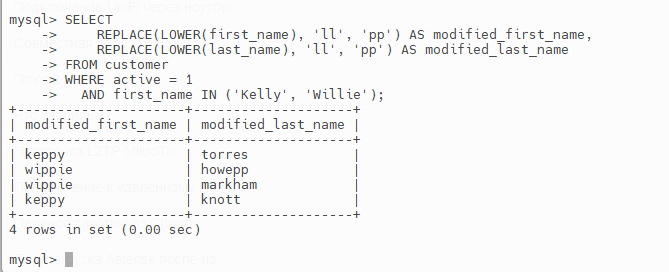 mysql> SELECT
    ->     REPLACE(LOWER(first_name), 'll', 'pp') AS modified_first_name,
    ->     REPLACE(LOWER(last_name), 'll', 'pp') AS modified_last_name
    -> FROM customer
    -> WHERE active = 1
    ->   AND first_name IN ('Kelly', 'Willie');
+---------------------+--------------------+
| modified_first_name | modified_last_name |
+---------------------+--------------------+
| keppy               | torres             |
| wippie              | howepp             |
| wippie              | markham            |
| keppy               | knott              |
+---------------------+--------------------+
4 rows in set (0.00 sec)
mysql>